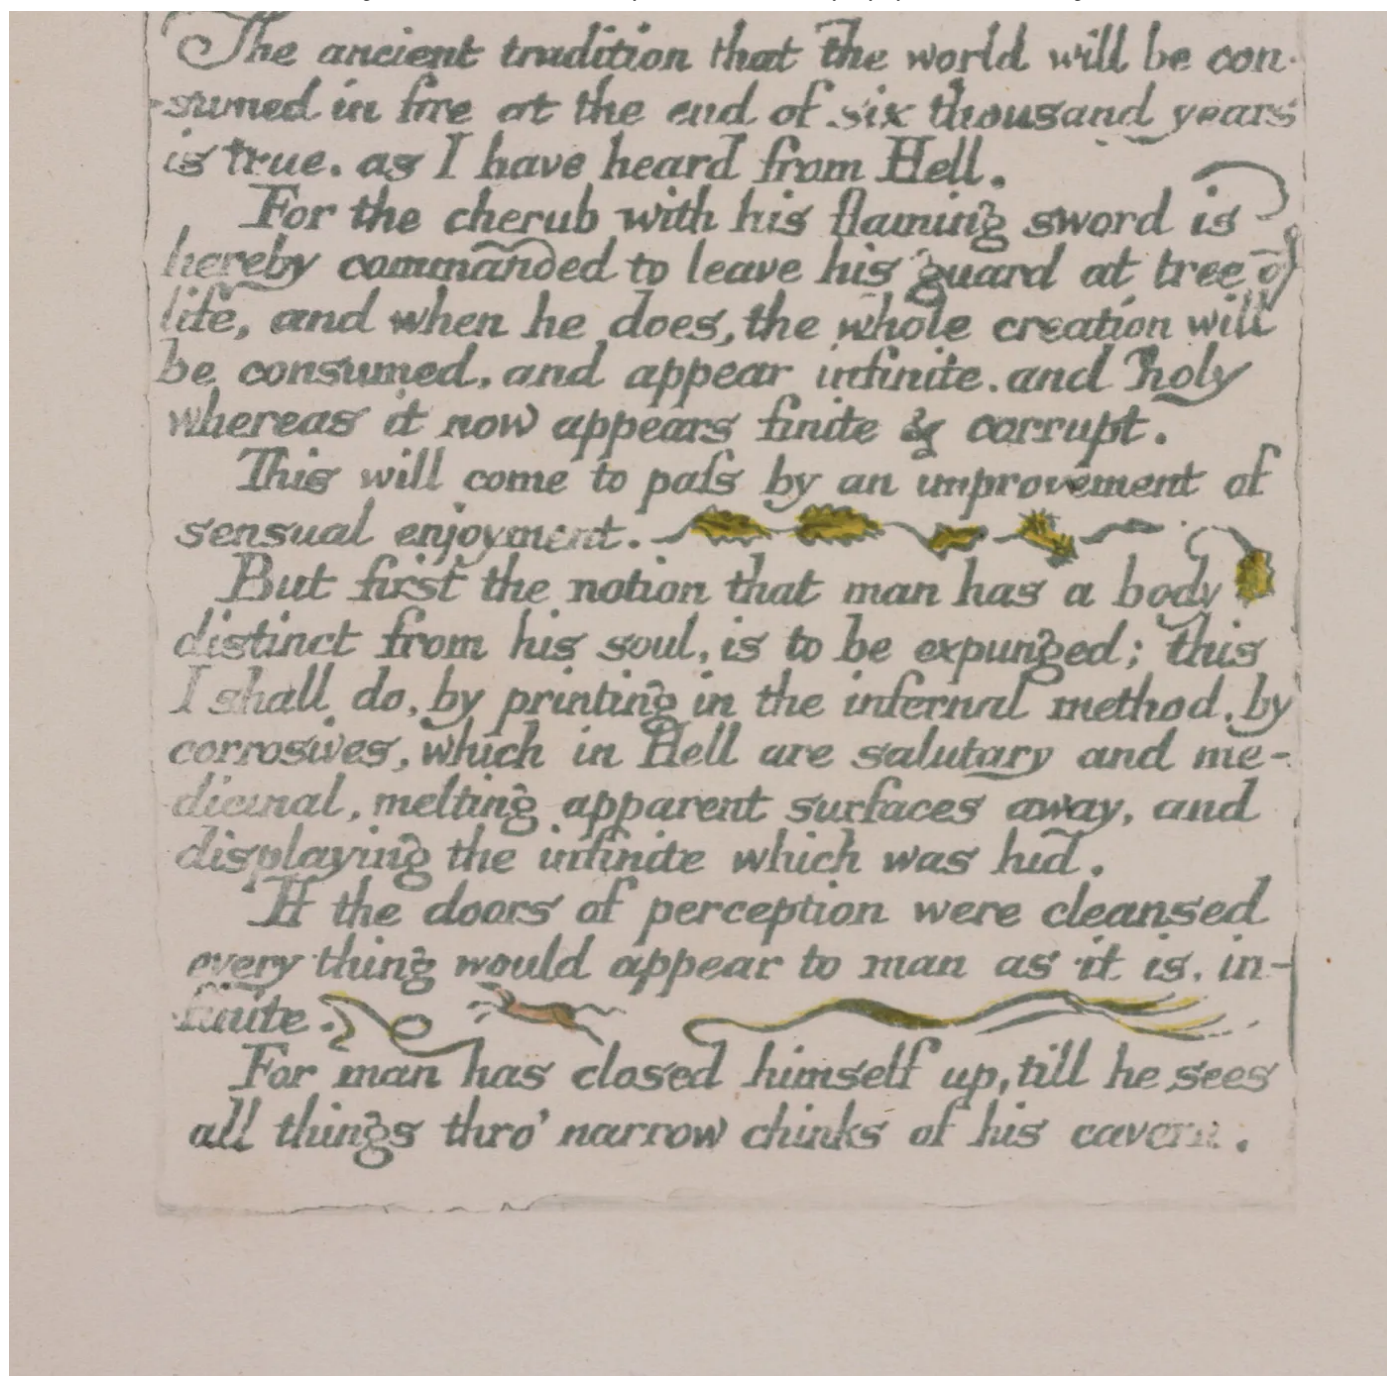 The ancient tradition that the world will be con-
sumed in fire at the end of six thousand years
is true. as I have heard from Hell.
For the cherub with his flaming sword is
hereby commanded to leave his guard at tree of
life, and when he does, the whole creation will
be consumed, and appear infinite. and holy
whereas it now appears finite & corrupt.
This will come to paſs by an improvement of
sensual enjoyment.
But first the notion that man has a body
distinct from his soul, is to be expunged; this
I shall do, by printing in the infernal method, by
corrosives, which in Hell are salutary and me-
dicinal, melting apparent surfaces away, and
displaying the infinite which was hid.
If the doors of perception were cleansed
every thing would appear to man as it is, in-
finite.
For man has closed himself up, till he sees
all things thro' narrow chinks of his cavern.